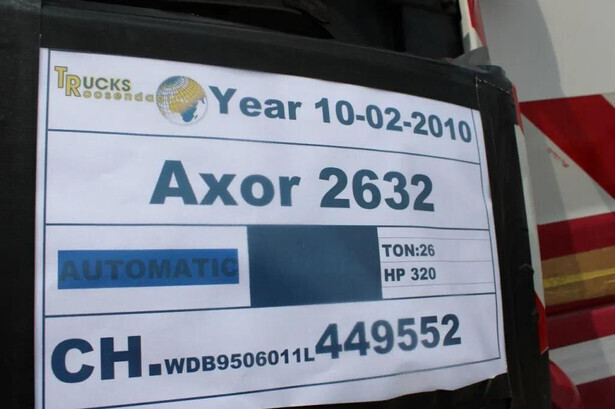 TRUCKS
Roosendaal
Year 10-02-2010
Axor 2632
AUTOMATIC
TON:26
HP 320
CH.WDB9506011L449552